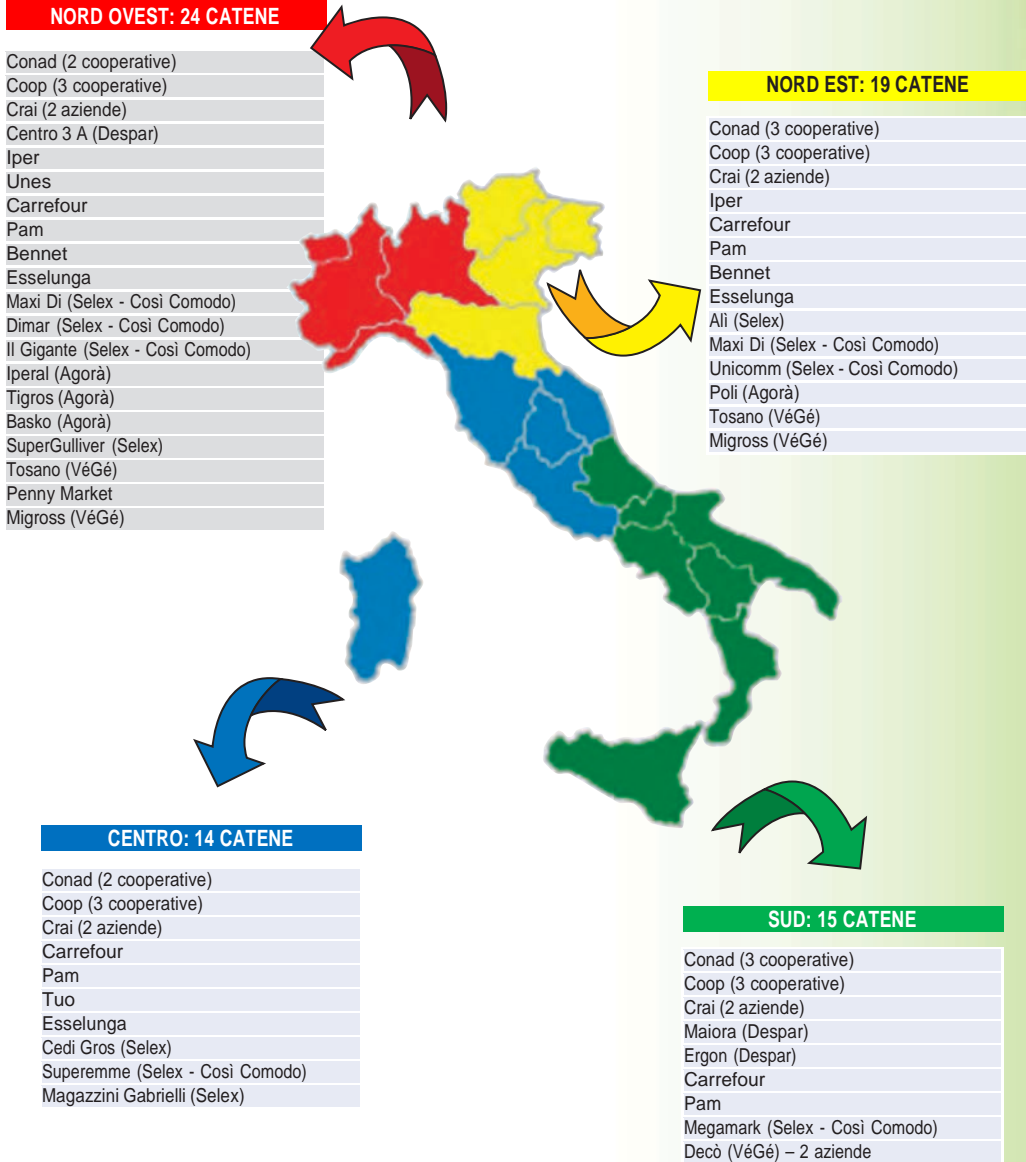 NORD OVEST: 24 CATENE
Conad (2 cooperative)
Coop (3 cooperative)
Crai (2 aziende)
Centro 3 A (Despar)
Iper
Unes
Carrefour
Pam
Bennet
Esselunga
Maxi Di (Selex - Così Comodo)
Dimar (Selex - Così Comodo)
Il Gigante (Selex - Così Comodo)
Iperal (Agorà)
Tigros (Agorà)
Basko (Agorà)
SuperGulliver (Selex)
Tosano (VéGé)
Penny Market
Migross (VéGé)
NORD EST: 19 CATENE
Conad (3 cooperative)
Coop (3 cooperative)
Crai (2 aziende)
Iper
Carrefour
Pam
Bennet
Esselunga
Alì (Selex)
Maxi Di (Selex - Così Comodo)
Unicomm (Selex - Così Comodo)
Poli (Agorà)
Tosano (VéGé)
Migross (VéGé)
CENTRO: 14 CATENE
Conad (2 cooperative)
Coop (3 cooperative)
Crai (2 aziende)
Carrefour
Pam
Tuo
Esselunga
Cedi Gros (Selex)
Superemme (Selex - Così Comodo)
Magazzini Gabrielli (Selex)
SUD: 15 CATENE
Conad (3 cooperative)
Coop (3 cooperative)
Crai (2 aziende)
Maiora (Despar)
Ergon (Despar)
Carrefour
Pam
Megamark (Selex - Così Comodo)
Decò (VéGé) – 2 aziende